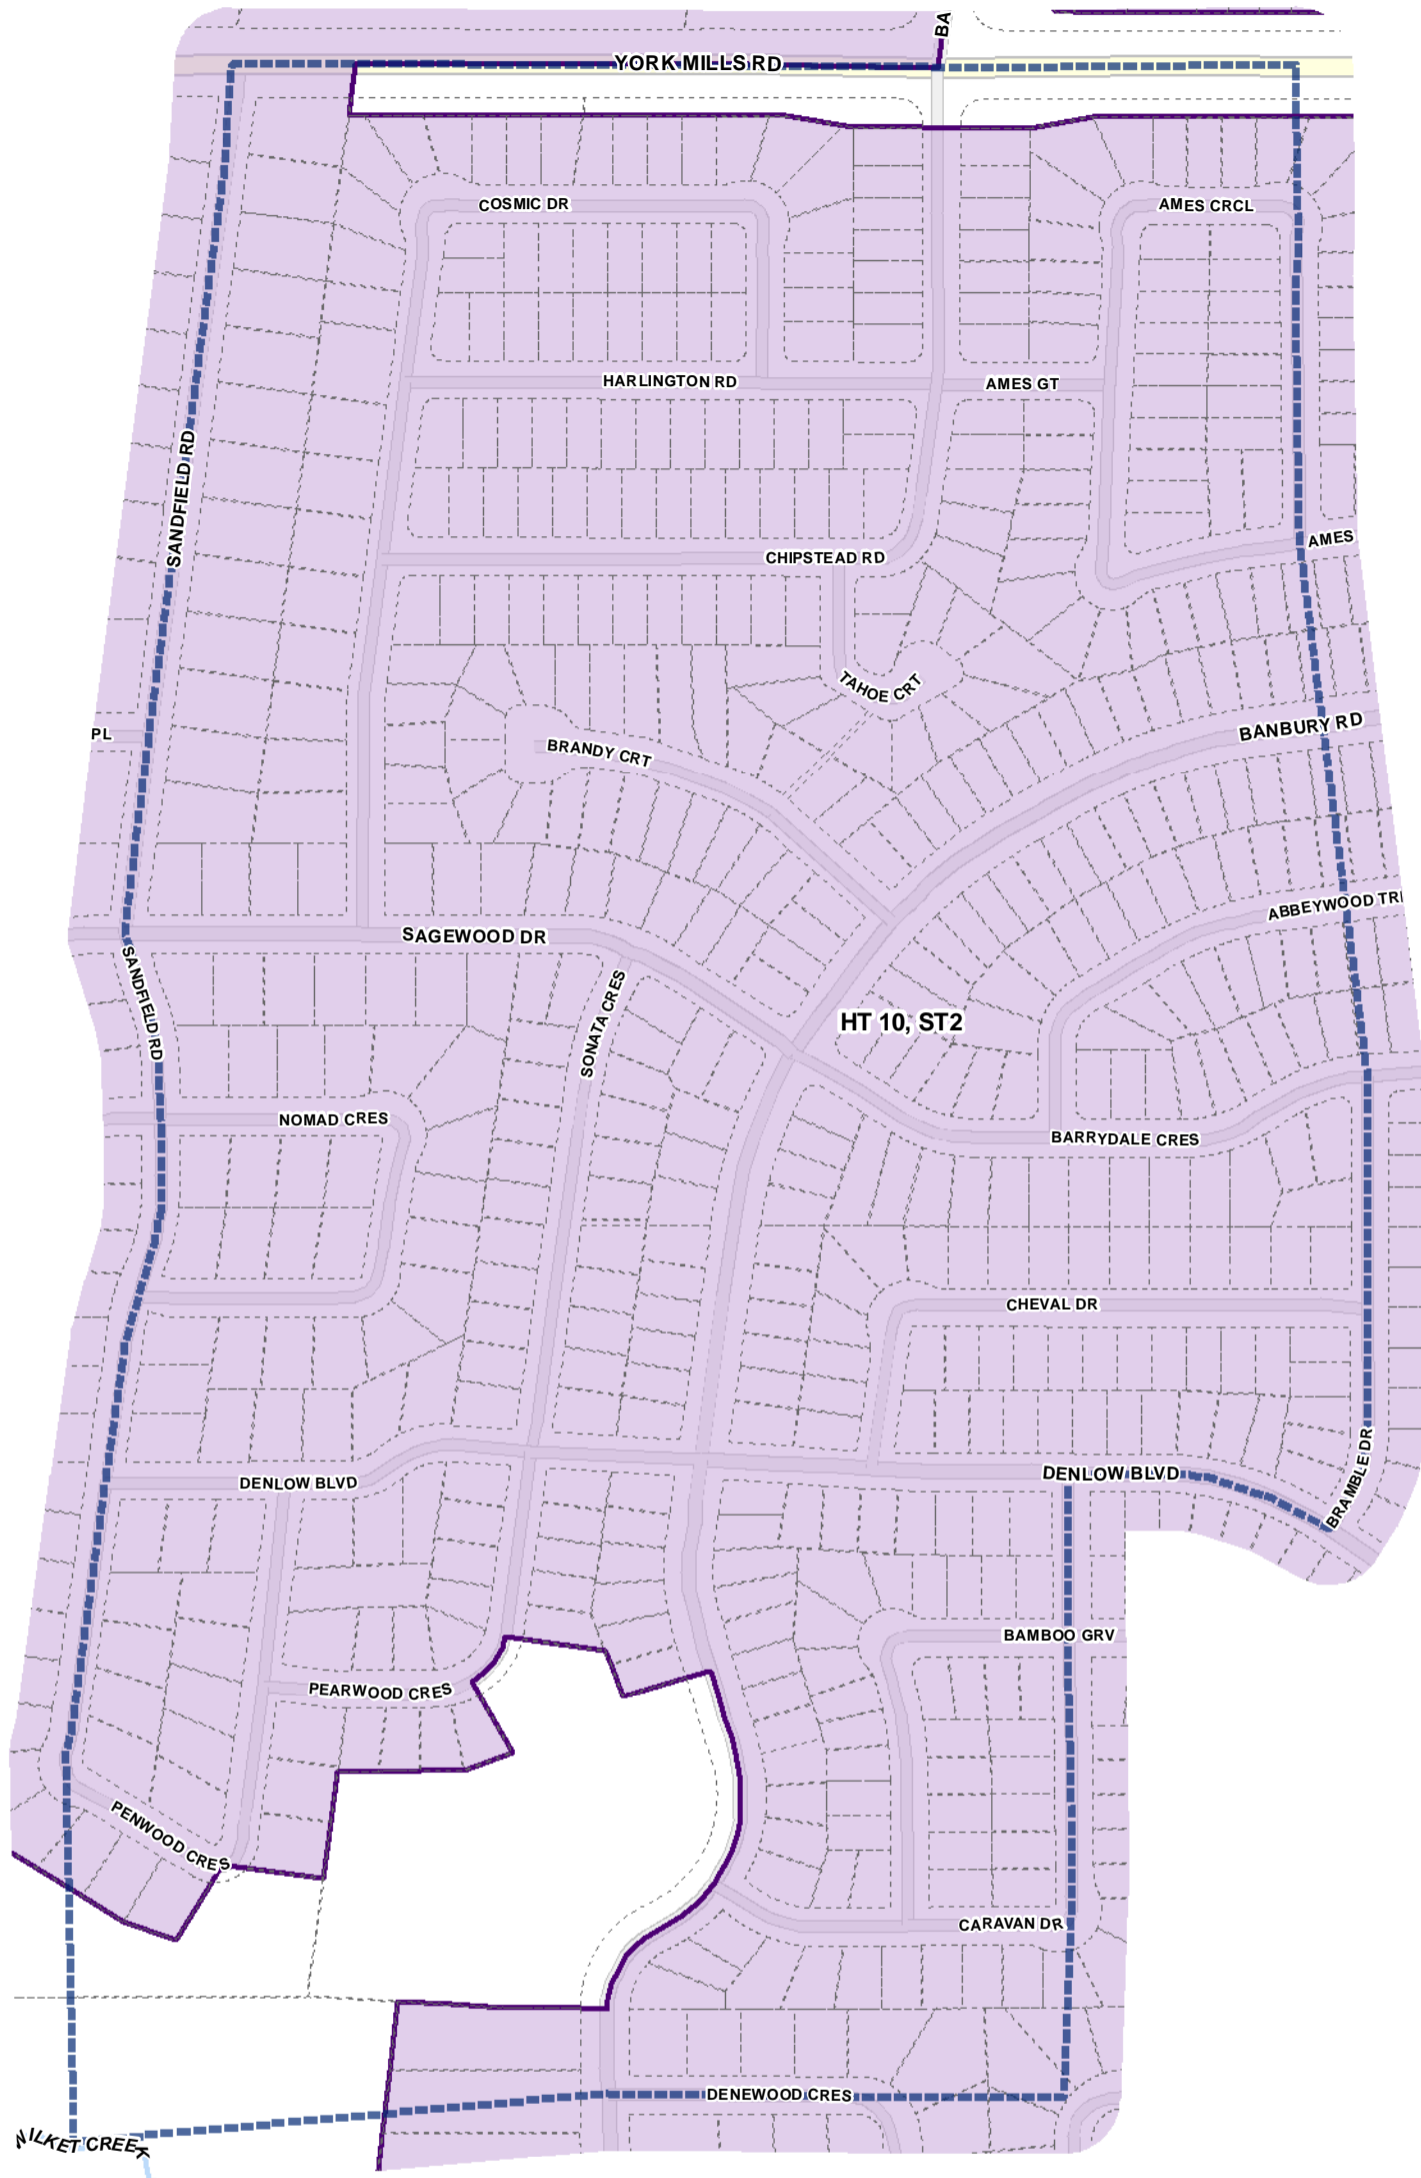 BA
YORK MILLS RD
COSMIC DR
AMES CRCL
HARLINGTON RD
AMES GT
SANDFIELD RD
CHIPSTEAD RD
AMES
TAHOE CRT
BANBURY RD
PL
BRANDY CRT
ABBEYWOOD TRL
SAGEWOOD DR
SANDFIELD RD
SONATA CRES
HT 10, ST2
NOMAD CRES
BARRYDALE CRES
CHEVAL DR
DENLOW BLVD
DENLOW BLVD
BRAMBLE DR
BAMBOO GRV
PEARWOOD CRES
PENWOOD CRES
CARAVAN DR
DENEWOOD CRES
WILKET CREEK